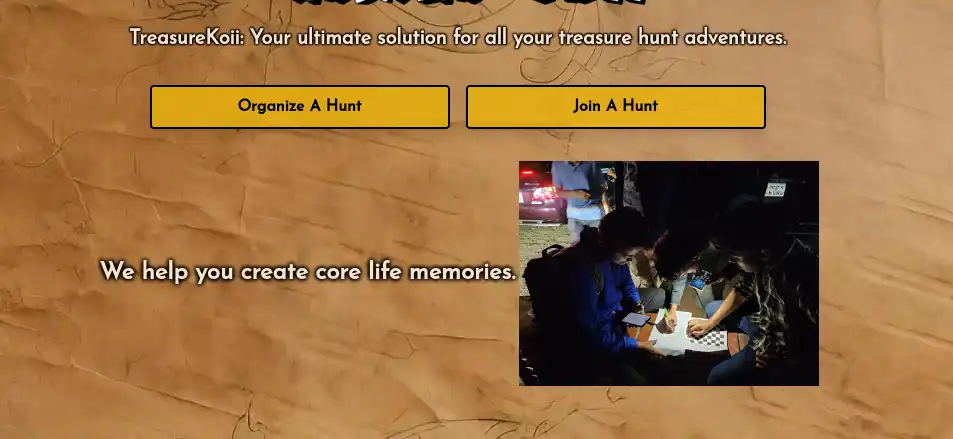 TreasureKoii: Your ultimate solution for all your treasure hunt adventures.
Organize A Hunt
Join A Hunt
We help you create core life memories.